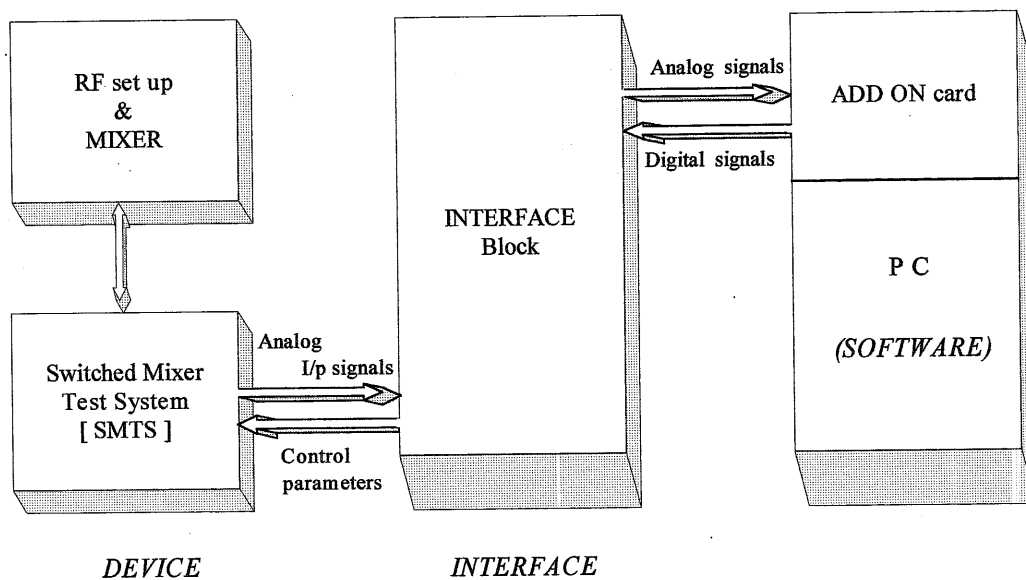 RF set up
&
MIXER
Switched Mixer
Test System
[ SMTS ]
Analog
I/p signals
Control
parameters
INTERFACE
Block
Analog signals
Digital signals
ADD ON card
P C
(SOFTWARE)
DEVICE
INTERFACE